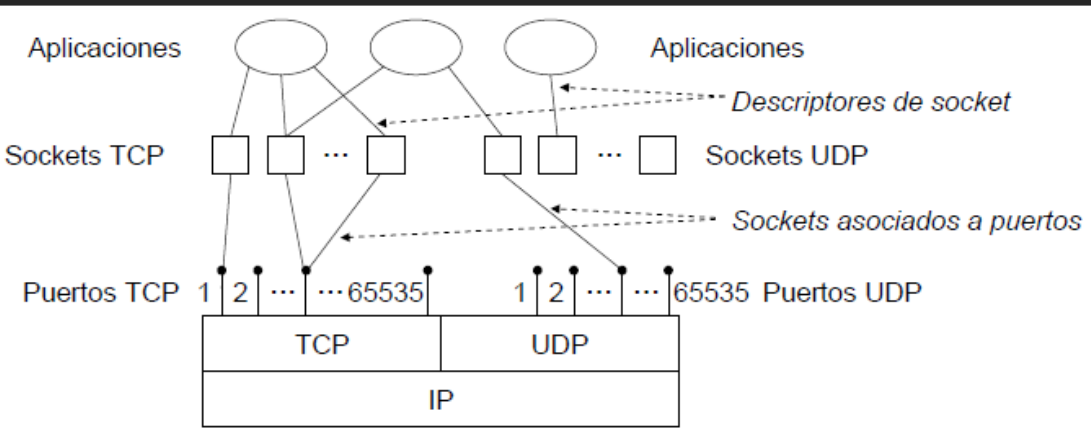 Aplicaciones Aplicaciones
Descriptores de socket
Sockets TCP ... ... Sockets UDP
Sockets asociados a puertos
Puertos TCP 1 2 ... ... 65535 1 2 ... ... 65535 Puertos UDP
TCP UDP
IP